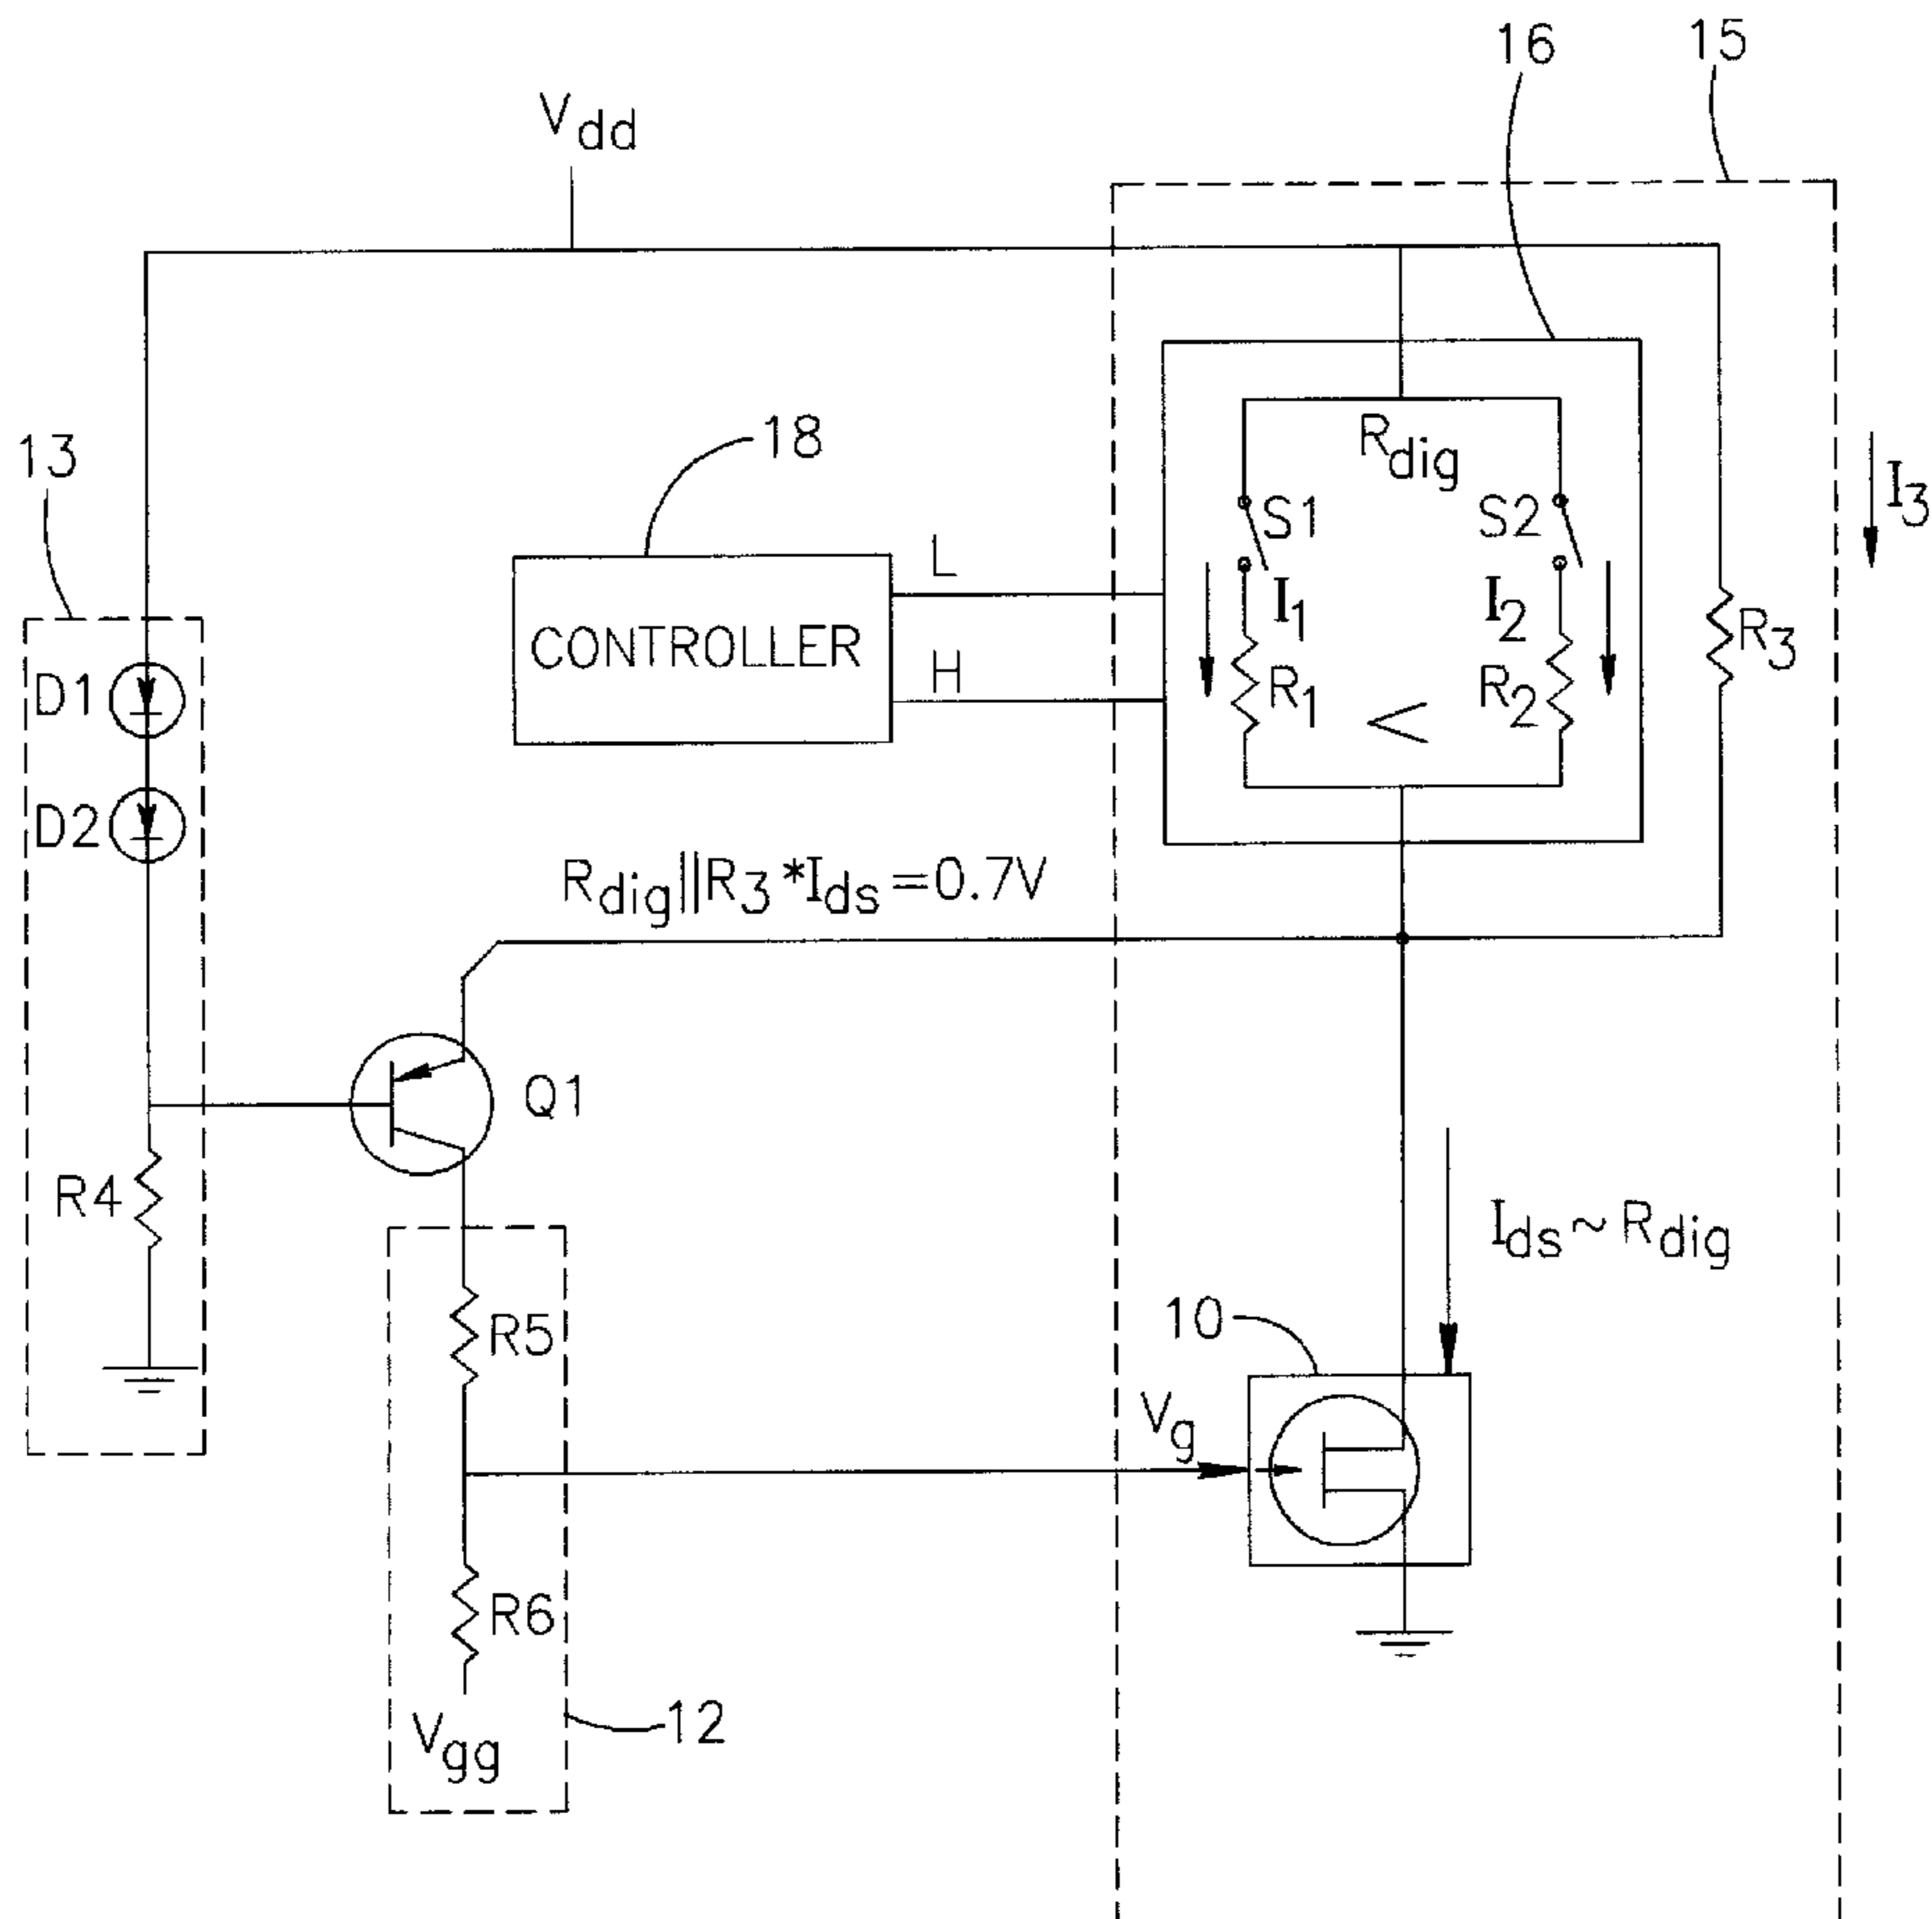 16
15
Vdd
13
18
Rdig
I3
S1
S2
L
I1
I2
CONTROLLER
R3
D1
H
R1
<
R2
D2
Rdig||R3*Ids=0.7V
Q1
R4
Ids~Rdig
10
R5
Vg
R6
12
Vgg